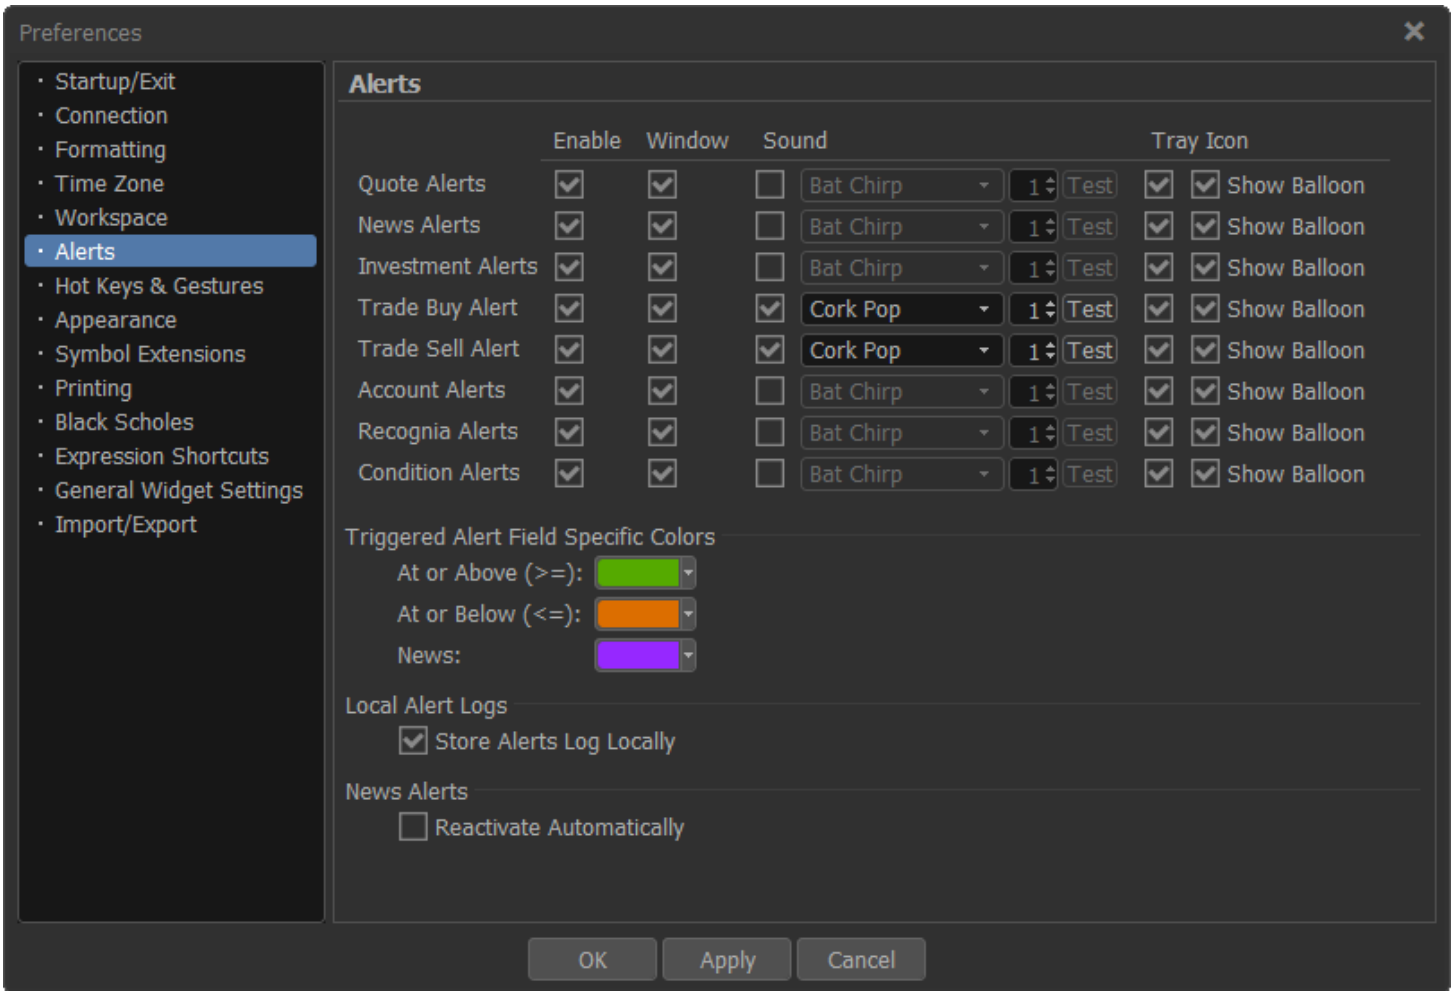 Preferences
· Startup/Exit
· Connection
· Formatting
· Time Zone
· Workspace
· Alerts
· Hot Keys & Gestures
· Appearance
· Symbol Extensions
· Printing
· Black Scholes
· Expression Shortcuts
· General Widget Settings
· Import/Export
Alerts
Enable Window Sound Tray Icon
Quote Alerts Bat Chirp 1 Test Show Balloon
News Alerts Bat Chirp 1 Test Show Balloon
Investment Alerts Bat Chirp 1 Test Show Balloon
Trade Buy Alert Cork Pop 1 Test Show Balloon
Trade Sell Alert Cork Pop 1 Test Show Balloon
Account Alerts Bat Chirp 1 Test Show Balloon
Recognia Alerts Bat Chirp 1 Test Show Balloon
Condition Alerts Bat Chirp 1 Test Show Balloon
Triggered Alert Field Specific Colors
At or Above (>=):
At or Below (<=):
News:
Local Alert Logs
Store Alerts Log Locally
News Alerts
Reactivate Automatically
OK Apply Cancel